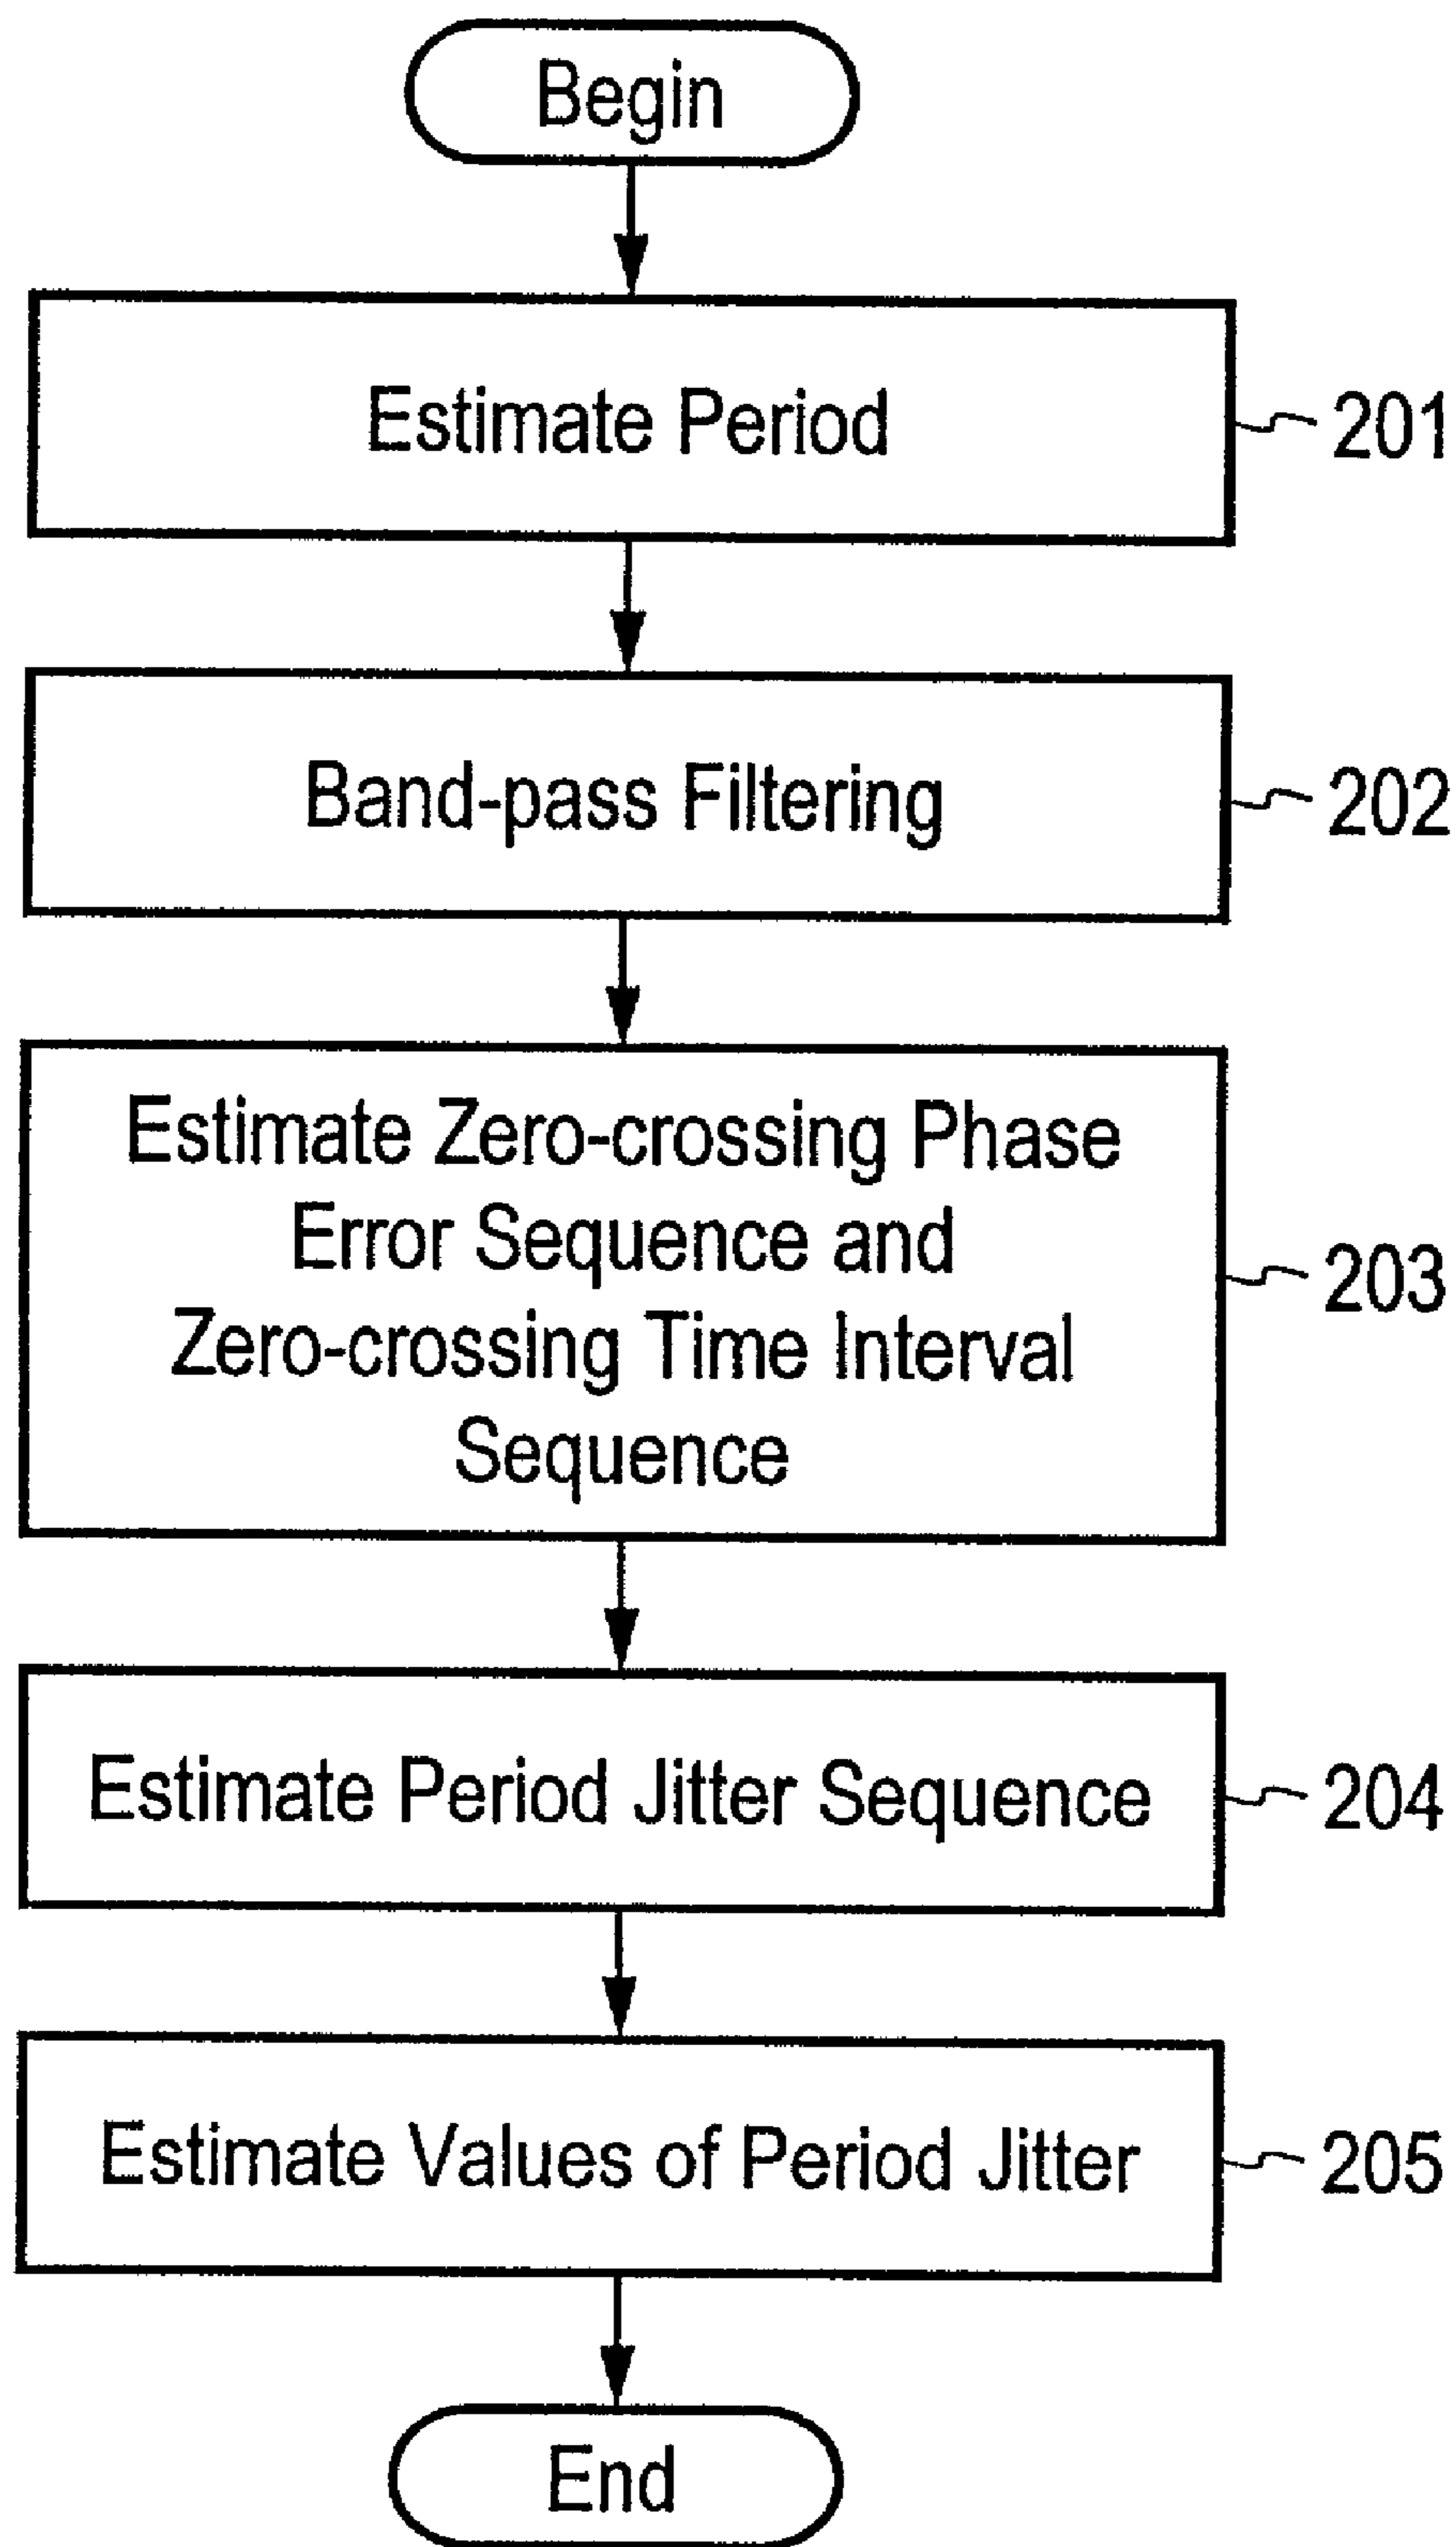 Begin
Estimate Period
201
Band-pass Filtering
202
Estimate Zero-crossing Phase
Error Sequence and
Zero-crossing Time Interval
Sequence
203
Estimate Period Jitter Sequence
204
Estimate Values of Period Jitter
205
End